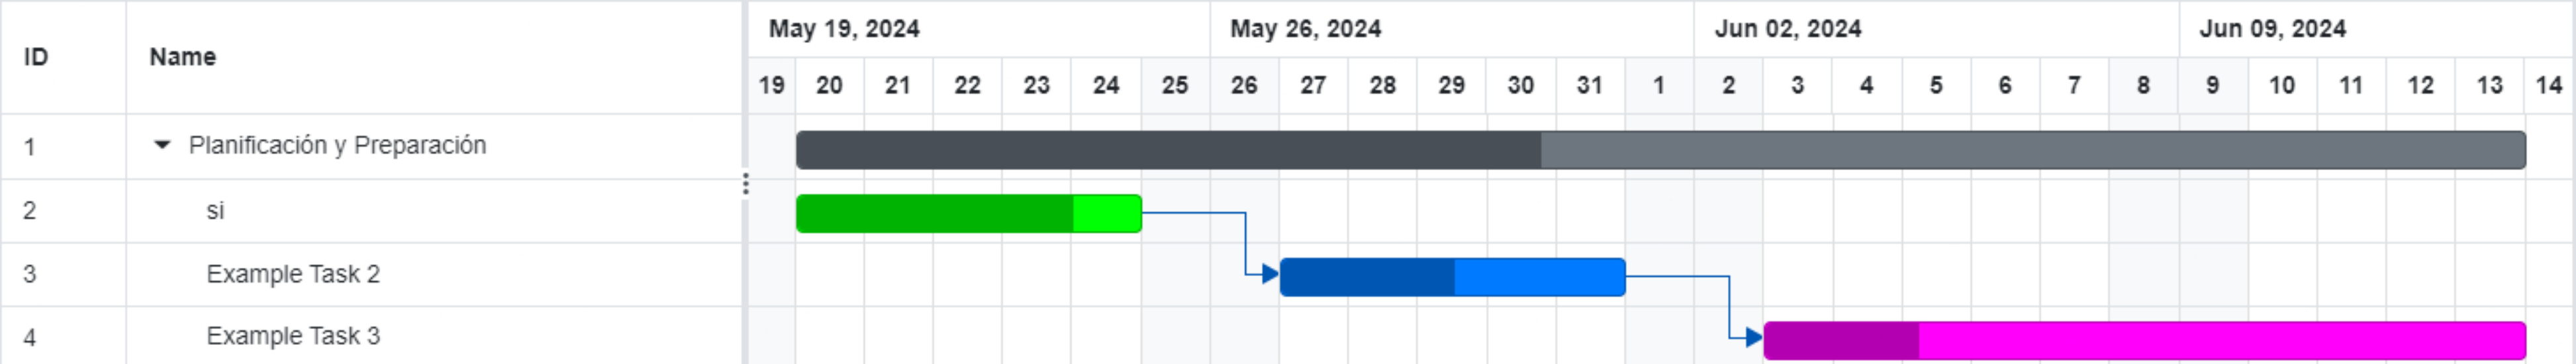 ID Name May 19, 2024 May 26, 2024 Jun 02, 2024 Jun 09, 2024
19 20 21 22 23 24 25 26 27 28 29 30 31 1 2 3 4 5 6 7 8 9 10 11 12 13 14
1 Planificación y Preparación
2 si
3 Example Task 2
4 Example Task 3